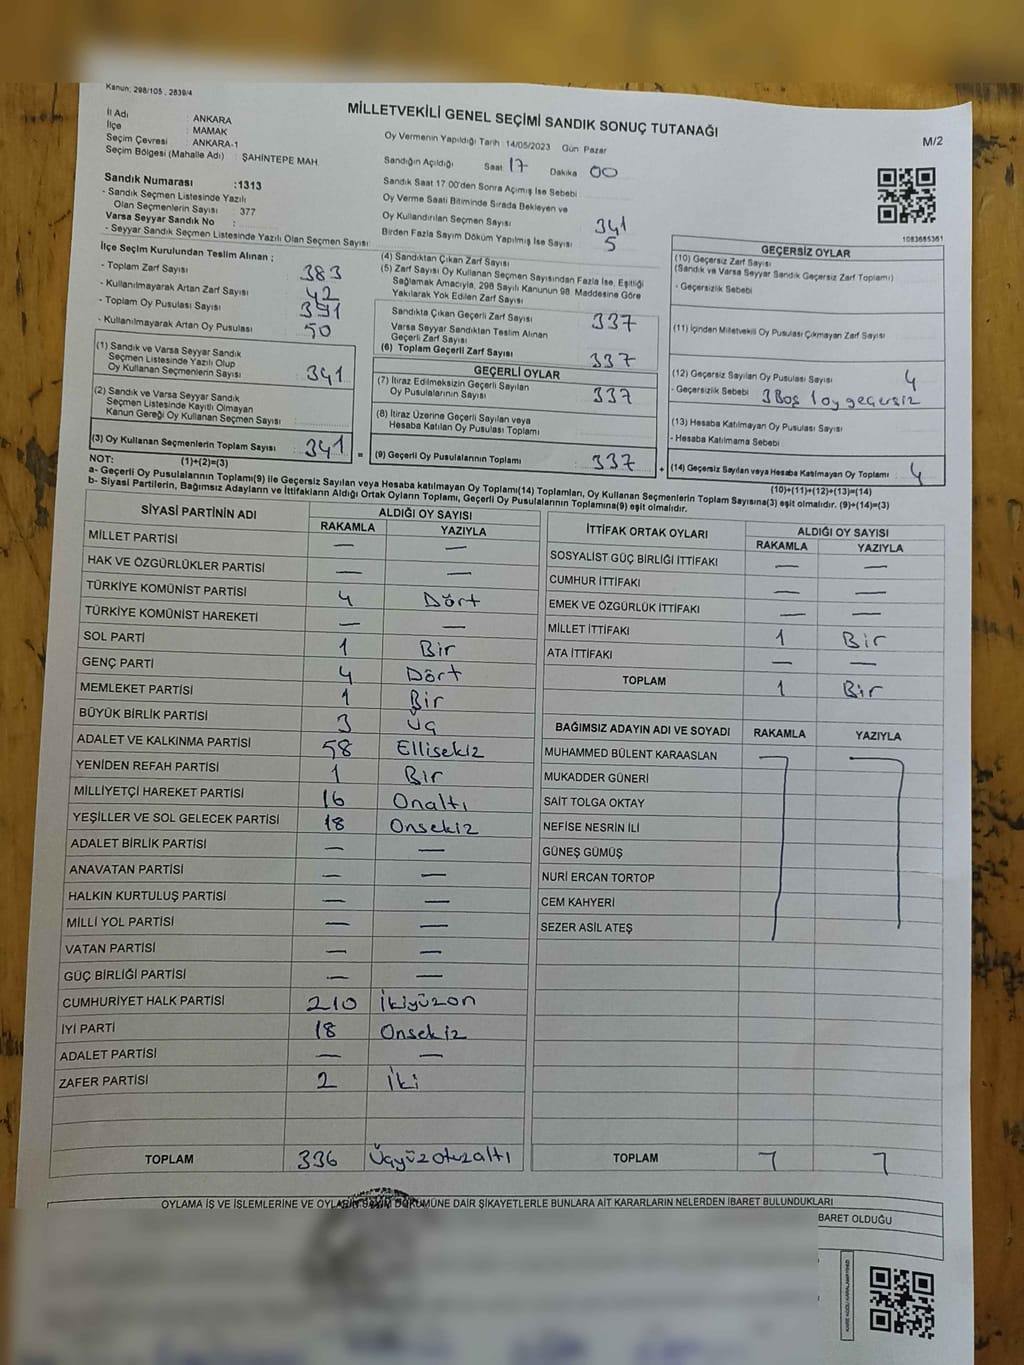 Kanun; 298/105 , 2839/4
MİLLETVEKİLİ GENEL SEÇİMİ SANDIK SONUÇ TUTANAĞI
M/2
İl Adı : ANKARA
İlçe : MAMAK
Seçim Çevresi : ANKARA-1
Seçim Bölgesi (Mahalle Adı) : ŞAHİNTEPE MAH.
Oy Vermenin Yapıldığı Tarih : 14/05/2023 Gün: Pazar
Sandığın Açıldığı Saat 17 Dakika 00
Sandık Saat 17:00'den Sonra Açımış İse Sebebi
Oy Verme Saati Bitiminde Sırada Bekleyen ve
Oy Kullandırılan Seçmen Sayısı 341
Birden Fazla Sayım Döküm Yapılmış İse Sayısı 5
Sandık Numarası :1313
- Sandık Seçmen Listesinde Yazılı
Olan Seçmenlerin Sayısı : 377
Varsa Seyyar Sandık No :
- Seyyar Sandık Seçmen Listesinde Yazılı Olan Seçmen Sayısı:
1083685361
İlçe Seçim Kurulundan Teslim Alınan ;
- Toplam Zarf Sayısı 383
- Kullanılmayarak Artan Zarf Sayısı 42
- Toplam Oy Pusulası Sayısı 391
- Kullanılmayarak Artan Oy Pusulası 50
(1) Sandık ve Varsa Seyyar Sandık
Seçmen Listesinde Yazılı Olup
Oy Kullanan Seçmenlerin Sayısı 341
(2) Sandık ve Varsa Seyyar Sandık
Seçmen Listesinde Kayıtlı Olmayan
Kanun Gereği Oy Kullanan Seçmen Sayısı
(3) Oy Kullanan Seçmenlerin Toplam Sayısı 341 =
(1)+(2)=(3)
(4) Sandıktan Çıkan Zarf Sayısı
(5) Zarf Sayısı Oy Kullanan Seçmen Sayısından Fazla İse, Eşitliği
Sağlamak Amacıyla, 298 Sayılı Kanunun 98. Maddesine Göre
Yakılarak Yok Edilen Zarf Sayısı
Sandıkta Çıkan Geçerli Zarf Sayısı 337
Varsa Seyyar Sandıktan Teslim Alınan
Geçerli Zarf Sayısı
(6) Toplam Geçerli Zarf Sayısı 337
GEÇERLİ OYLAR
(7) İtiraz Edilmeksizin Geçerli Sayılan
Oy Pusulalarının Sayısı 337
(8) İtiraz Üzerine Geçerli Sayılan veya
Hesaba Katılan Oy Pusulası Toplamı
(9) Geçerli Oy Pusulalarının Toplamı 337 +
GEÇERSİZ OYLAR
(10) Geçersiz Zarf Sayısı
(Sandık ve Varsa Seyyar Sandık Geçersiz Zarf Toplamı)
- Geçersizlik Sebebi
(11) İçinden Milletvekili Oy Pusulası Çıkmayan Zarf Sayısı
(12) Geçersiz Sayılan Oy Pusulası Sayısı 4
- Geçersizlik Sebebi 3 Boş 1 oy geçersiz
(13) Hesaba Katılmayan Oy Pusulası Sayısı
- Hesaba Katılmama Sebebi
(14) Geçersiz Sayılan veya Hesaba Katılmayan Oy Toplamı 4
(10)+(11)+(12)+(13)=(14)
NOT:
a- Geçerli Oy Pusulalarının Toplamı(9) ile Geçersiz Sayılan veya Hesaba katılmayan Oy Toplamı(14) Toplamları, Oy Kullanan Seçmenlerin Toplam Sayısına(3) eşit olmalıdır. (9)+(14)=(3)
b- Siyasi Partilerin, Bağımsız Adayların ve İttifakların Aldığı Ortak Oyların Toplamı, Geçerli Oy Pusulalarının Toplamına(9) eşit olmalıdır.
SİYASİ PARTİNİN ADI ALDIĞI OY SAYISI
RAKAMLA YAZIYLA
MİLLET PARTİSİ — —
HAK VE ÖZGÜRLÜKLER PARTİSİ — —
TÜRKİYE KOMÜNİST PARTİSİ 4 Dört
TÜRKİYE KOMÜNİST HAREKETİ — —
SOL PARTİ 1 Bir
GENÇ PARTİ 4 Dört
MEMLEKET PARTİSİ 1 Bir
BÜYÜK BİRLİK PARTİSİ 3 Üç
ADALET VE KALKINMA PARTİSİ 58 Ellisekiz
YENİDEN REFAH PARTİSİ 1 Bir
MİLLİYETÇİ HAREKET PARTİSİ 16 Onaltı
YEŞİLLER VE SOL GELECEK PARTİSİ 18 Onsekiz
ADALET BİRLİK PARTİSİ — —
ANAVATAN PARTİSİ — —
HALKIN KURTULUŞ PARTİSİ — —
MİLLİ YOL PARTİSİ — —
VATAN PARTİSİ — —
GÜÇ BİRLİĞİ PARTİSİ — —
CUMHURİYET HALK PARTİSİ 210 İkiyüzon
İYİ PARTİ 18 Onsekiz
ADALET PARTİSİ — —
ZAFER PARTİSİ 2 İki
TOPLAM 336 Üçyüzotuzaltı
İTTİFAK ORTAK OYLARI ALDIĞI OY SAYISI
RAKAMLA YAZIYLA
SOSYALİST GÜÇ BİRLİĞİ İTTİFAKI — —
CUMHUR İTTİFAKI — —
EMEK VE ÖZGÜRLÜK İTTİFAKI — —
MİLLET İTTİFAKI 1 Bir
ATA İTTİFAKI — —
TOPLAM 1 Bir
BAĞIMSIZ ADAYIN ADI VE SOYADI RAKAMLA YAZIYLA
MUHAMMED BÜLENT KARAASLAN
MUKADDER GÜNERİ
SAİT TOLGA OKTAY
NEFİSE NESRİN İLİ
GÜNEŞ GÜMÜŞ
NURİ ERCAN TORTOP
CEM KAHYERİ
SEZER ASİL ATEŞ
TOPLAM
OYLAMA İŞ VE İŞLEMLERİNE VE OYLARIN SAYIM DÖKÜMÜNE DAİR ŞİKAYETLERLE BUNLARA AİT KARARLARIN NELERDEN İBARET BULUNDUKLARI
BARET OLDUĞU